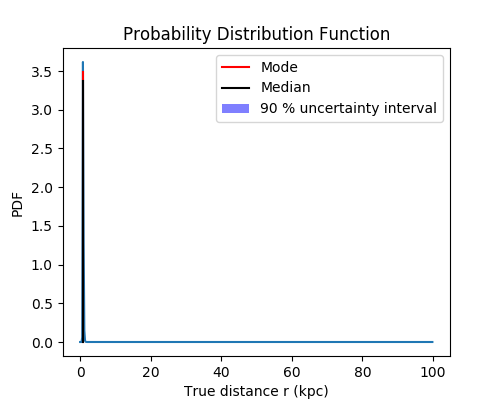 Probability Distribution Function
Mode
Median
90 % uncertainty interval
3.5
3.0
2.5
2.0
1.5
1.0
0.5
0.0
PDF
0 20 40 60 80 100
True distance r (kpc)